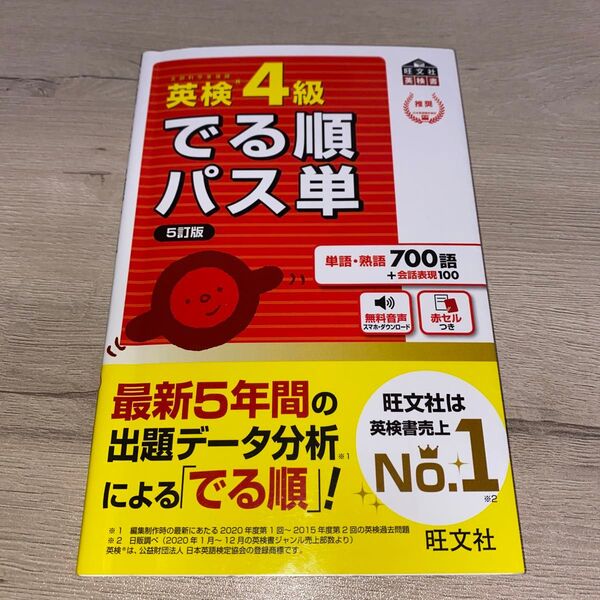 旺文社
英検書
英検®4級
推奨
でる順
パス単
5訂版
単語・熟語700語
+会話表現100
無料音声
スマホ・ダウンロード
赤セル
つき
最新5年間の
出題データ分析※1
による「でる順」!
旺文社は
英検書売上
No.1※2
※1 編集制作時の最新にあたる2020年度第1回~2015年度第2回の英検過去問題
※2 日販調べ(2020年1月~12月の英検書ジャンル売上部数より)
英検®は、公益財団法人 日本英語検定協会の登録商標です。
旺文社